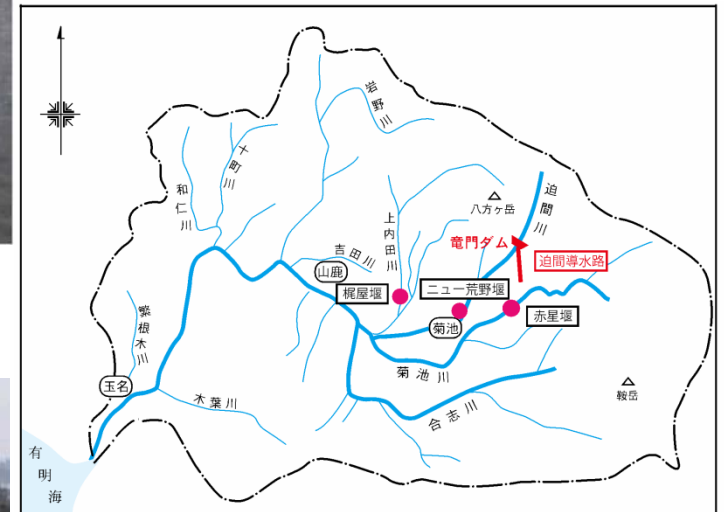 岩野川
十町川
和仁川
上内田川
八方ヶ岳
迫間川
竜門ダム
迫間導水路
吉田川
山鹿
梶屋堰
ニュー荒野堰
菊池
赤星堰
繁根木川
菊池川
玉名
木葉川
合志川
鞍岳
有明海